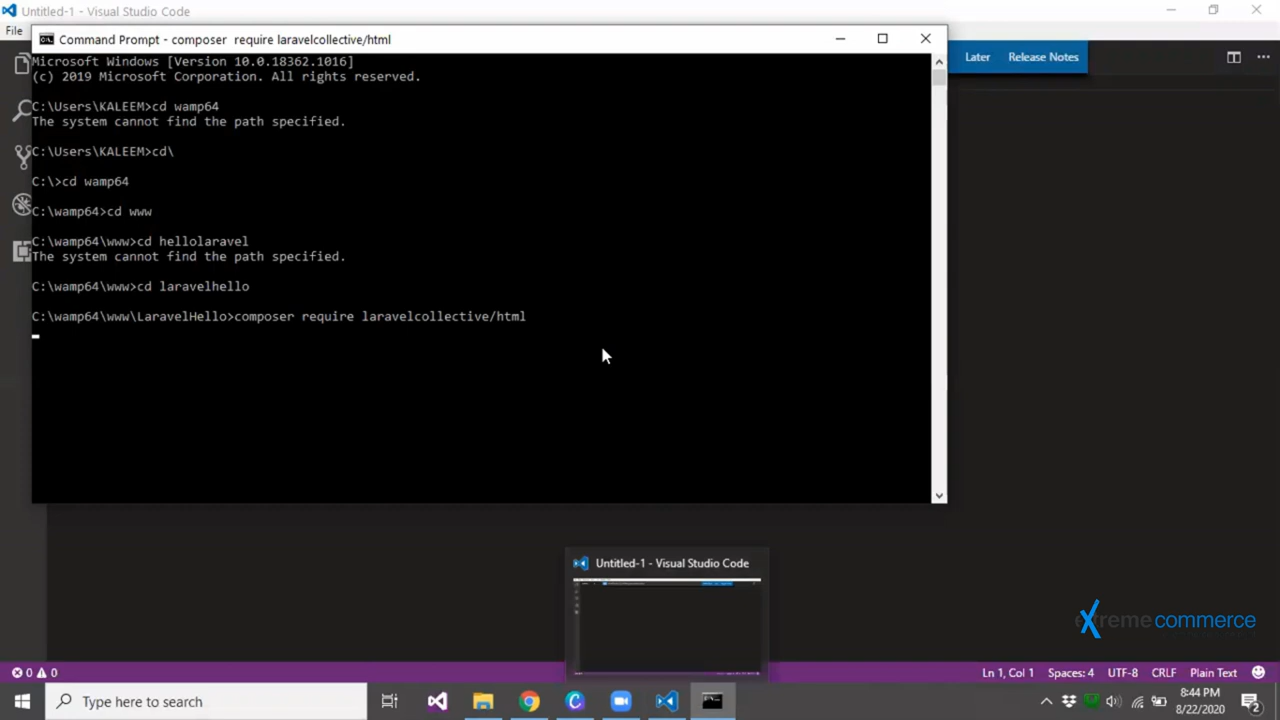 Untitled-1 - Visual Studio Code
File
Command Prompt - composer  require laravelcollective/html
Later
Release Notes
Microsoft Windows [Version 10.0.18362.1016]
(c) 2019 Microsoft Corporation. All rights reserved.
C:\Users\KALEEM>cd wamp64
The system cannot find the path specified.
C:\Users\KALEEM>cd\
C:\>cd wamp64
C:\wamp64>cd www
C:\wamp64\www>cd hellolaravel
The system cannot find the path specified.
C:\wamp64\www>cd laravelhello
C:\wamp64\www\LaravelHello>composer require laravelcollective/html
Untitled-1 - Visual Studio Code
extreme commerce
0 0
Ln 1, Col 1
Spaces: 4
UTF-8
CRLF
Plain Text
Type here to search
8:44 PM
8/22/2020
2